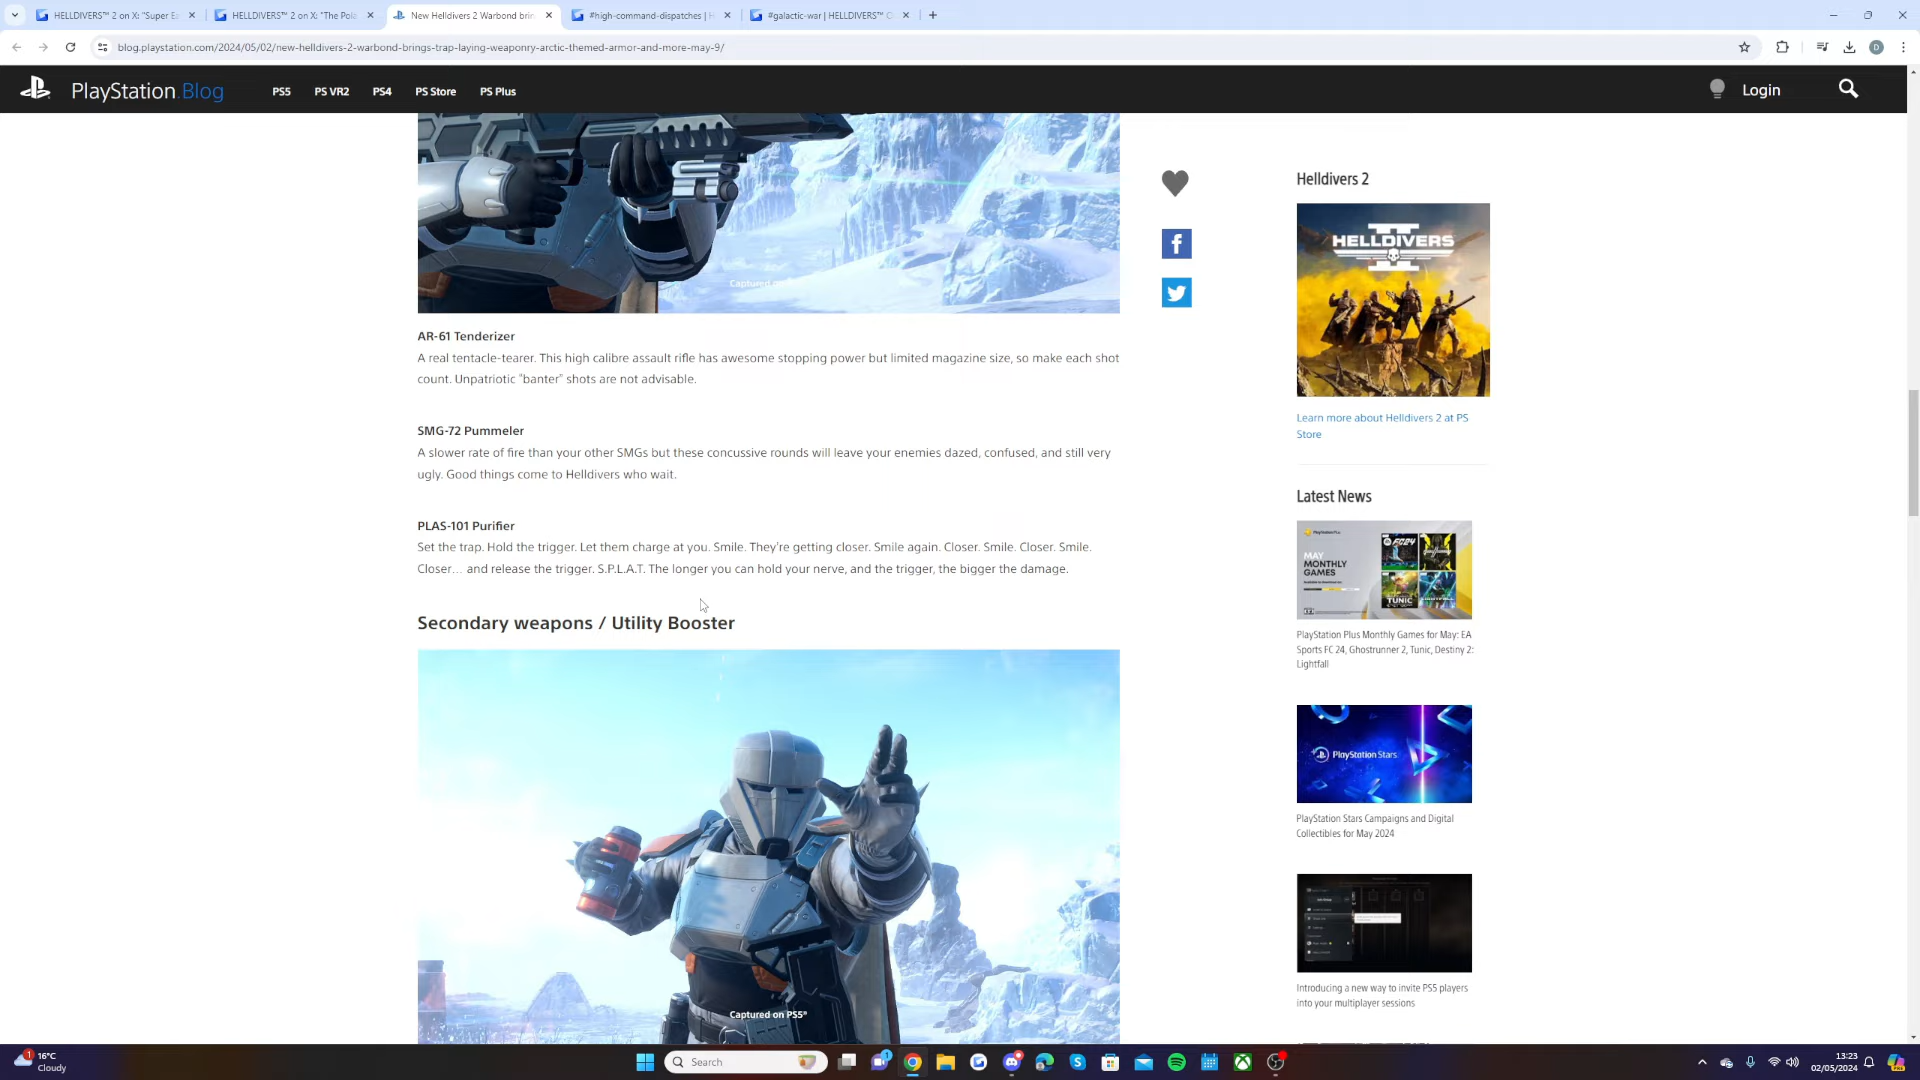 HELLDIVERS™ 2 on X: "Super Ea
HELLDIVERS™ 2 on X: "The Pola
New Helldivers 2 Warbond brin
#high-command-dispatches | H
#galactic-war | HELLDIVERS™ C
blog.playstation.com/2024/05/02/new-helldivers-2-warbond-brings-trap-laying-weaponry-arctic-themed-armor-and-more-may-9/
D
PlayStation.Blog
PS5
PS VR2
PS4
PS Store
PS Plus
Login
AR-61 Tenderizer
A real tentacle-tearer. This high calibre assault rifle has awesome stopping power but limited magazine size, so make each shot
count. Unpatriotic “banter” shots are not advisable.
SMG-72 Pummeler
A slower rate of fire than your other SMGs but these concussive rounds will leave your enemies dazed, confused, and still very
ugly. Good things come to Helldivers who wait.
PLAS-101 Purifier
Set the trap. Hold the trigger. Let them charge at you. Smile. They’re getting closer. Smile again. Closer. Smile. Closer. Smile.
Closer… and release the trigger. S.P.L.A.T. The longer you can hold your nerve, and the trigger, the bigger the damage.
Secondary weapons / Utility Booster
Captured on PS5®
Helldivers 2
HELLDIVERS
Learn more about Helldivers 2 at PS
Store
Latest News
MAY
MONTHLY
GAMES
FC24
TUNIC
PlayStation Plus Monthly Games for May: EA
Sports FC 24, Ghostrunner 2, Tunic, Destiny 2:
Lightfall
PlayStation Stars
PlayStation Stars Campaigns and Digital
Collectibles for May 2024
Introducing a new way to invite PS5 players
into your multiplayer sessions
1
16°C
Cloudy
Search
13:23
02/05/2024